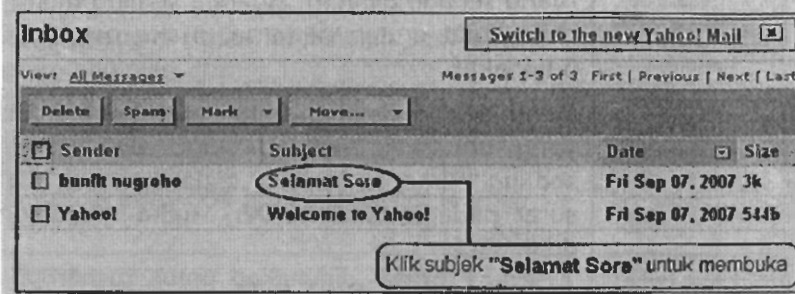 Inbox
Switch to the new Yahoo! Mail
View: All Messages
Messages 1-3 of 3 First | Previous | Next | Last
Delete Spam Mark Move...
Sender Subject Date Size
bunfit nugroho Selamat Sore Fri Sep 07, 2007 3k
Yahoo! Welcome to Yahoo! Fri Sep 07, 2007 544b
Klik subjek "Selamat Sore" untuk membuka